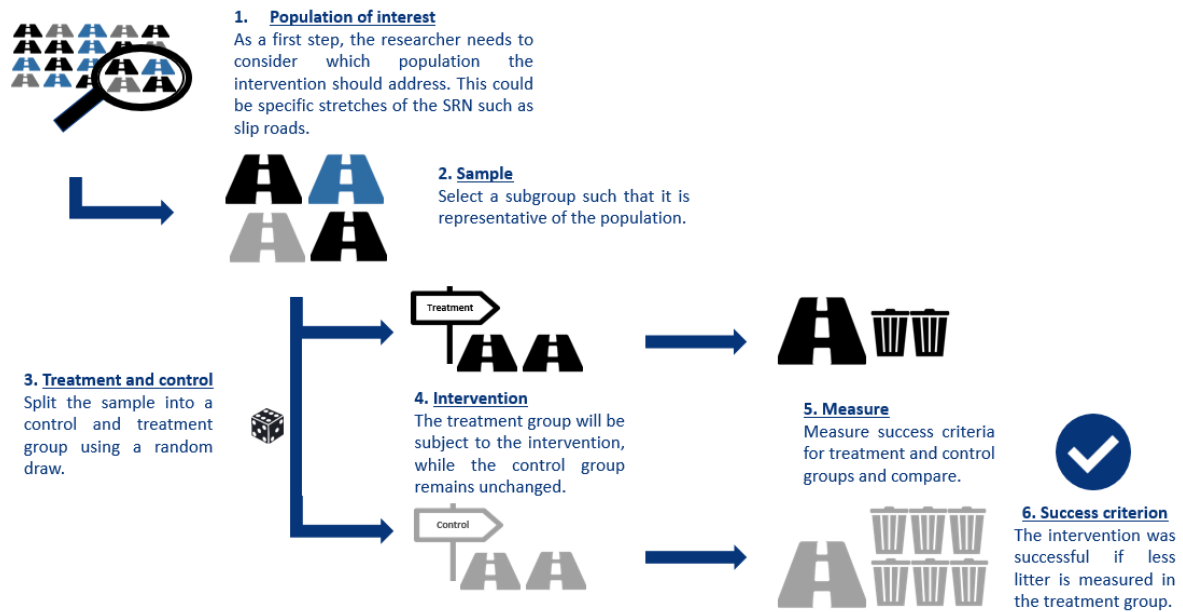 1. Population of interest
As a first step, the researcher needs to
consider which population the
intervention should address. This could
be specific stretches of the SRN such as
slip roads.
2. Sample
Select a subgroup such that it is
representative of the population.
3. Treatment and control
Split the sample into a
control and treatment
group using a random
draw.
Treatment
4. Intervention
The treatment group will be
subject to the intervention,
while the control group
remains unchanged.
Control
5. Measure
Measure success criteria
for treatment and control
groups and compare.
6. Success criterion
The intervention was
successful if less
litter is measured in
the treatment group.